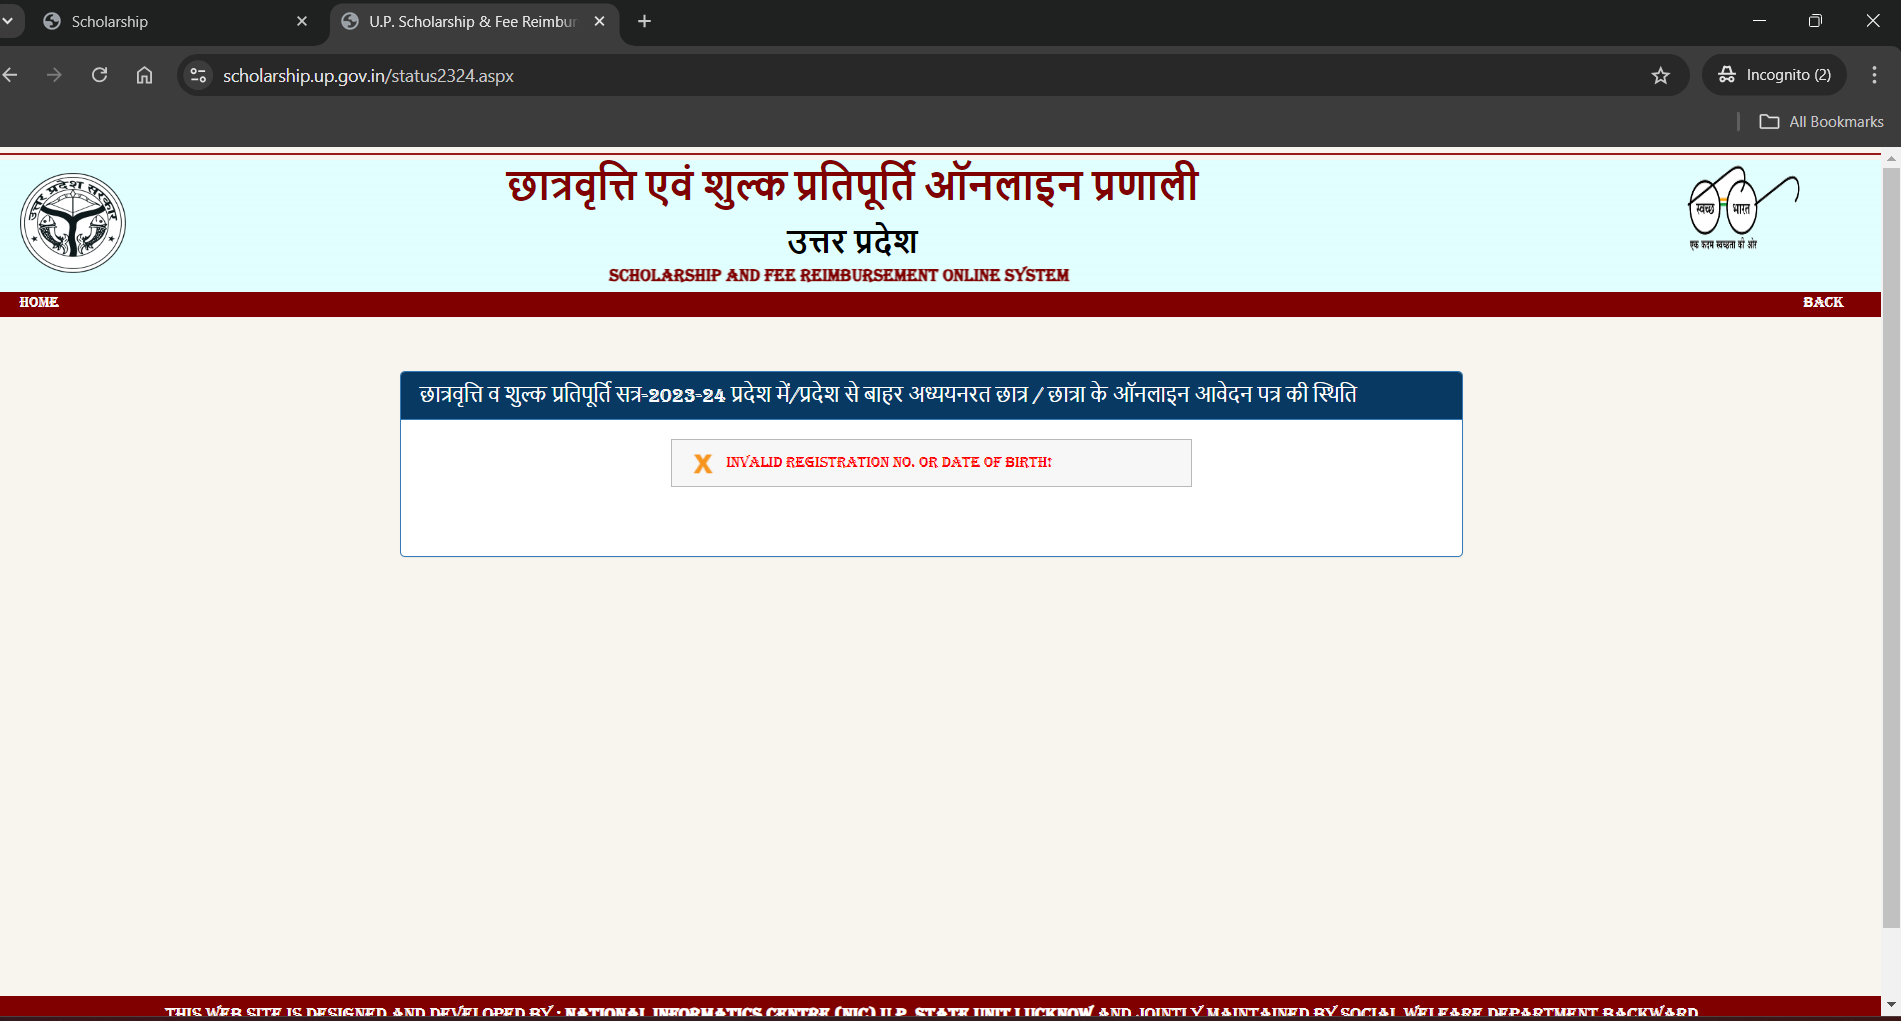 Scholarship
U.P. Scholarship & Fee Reimbur
scholarship.up.gov.in/status2324.aspx
Incognito (2)
All Bookmarks
उत्तर प्रदेश सरकार
छात्रवृत्ति एवं शुल्क प्रतिपूर्ति ऑनलाइन प्रणाली
उत्तर प्रदेश
SCHOLARSHIP AND FEE REIMBURSEMENT ONLINE SYSTEM
स्वच्छ भारत
एक कदम स्वच्छता की ओर
HOME
BACK
छात्रवृत्ति व शुल्क प्रतिपूर्ति सत्र-2023-24 प्रदेश में/प्रदेश से बाहर अध्ययनरत छात्र / छात्रा के ऑनलाइन आवेदन पत्र की स्थिति
X INVALID REGISTRATION NO. OR DATE OF BIRTH!
THIS WEB SITE IS DESIGNED AND DEVELOPED BY : NATIONAL INFORMATICS CENTRE (NIC) U.P. STATE UNIT LUCKNOW AND JOINTLY MAINTAINED BY SOCIAL WELFARE DEPARTMENT BACKWARD